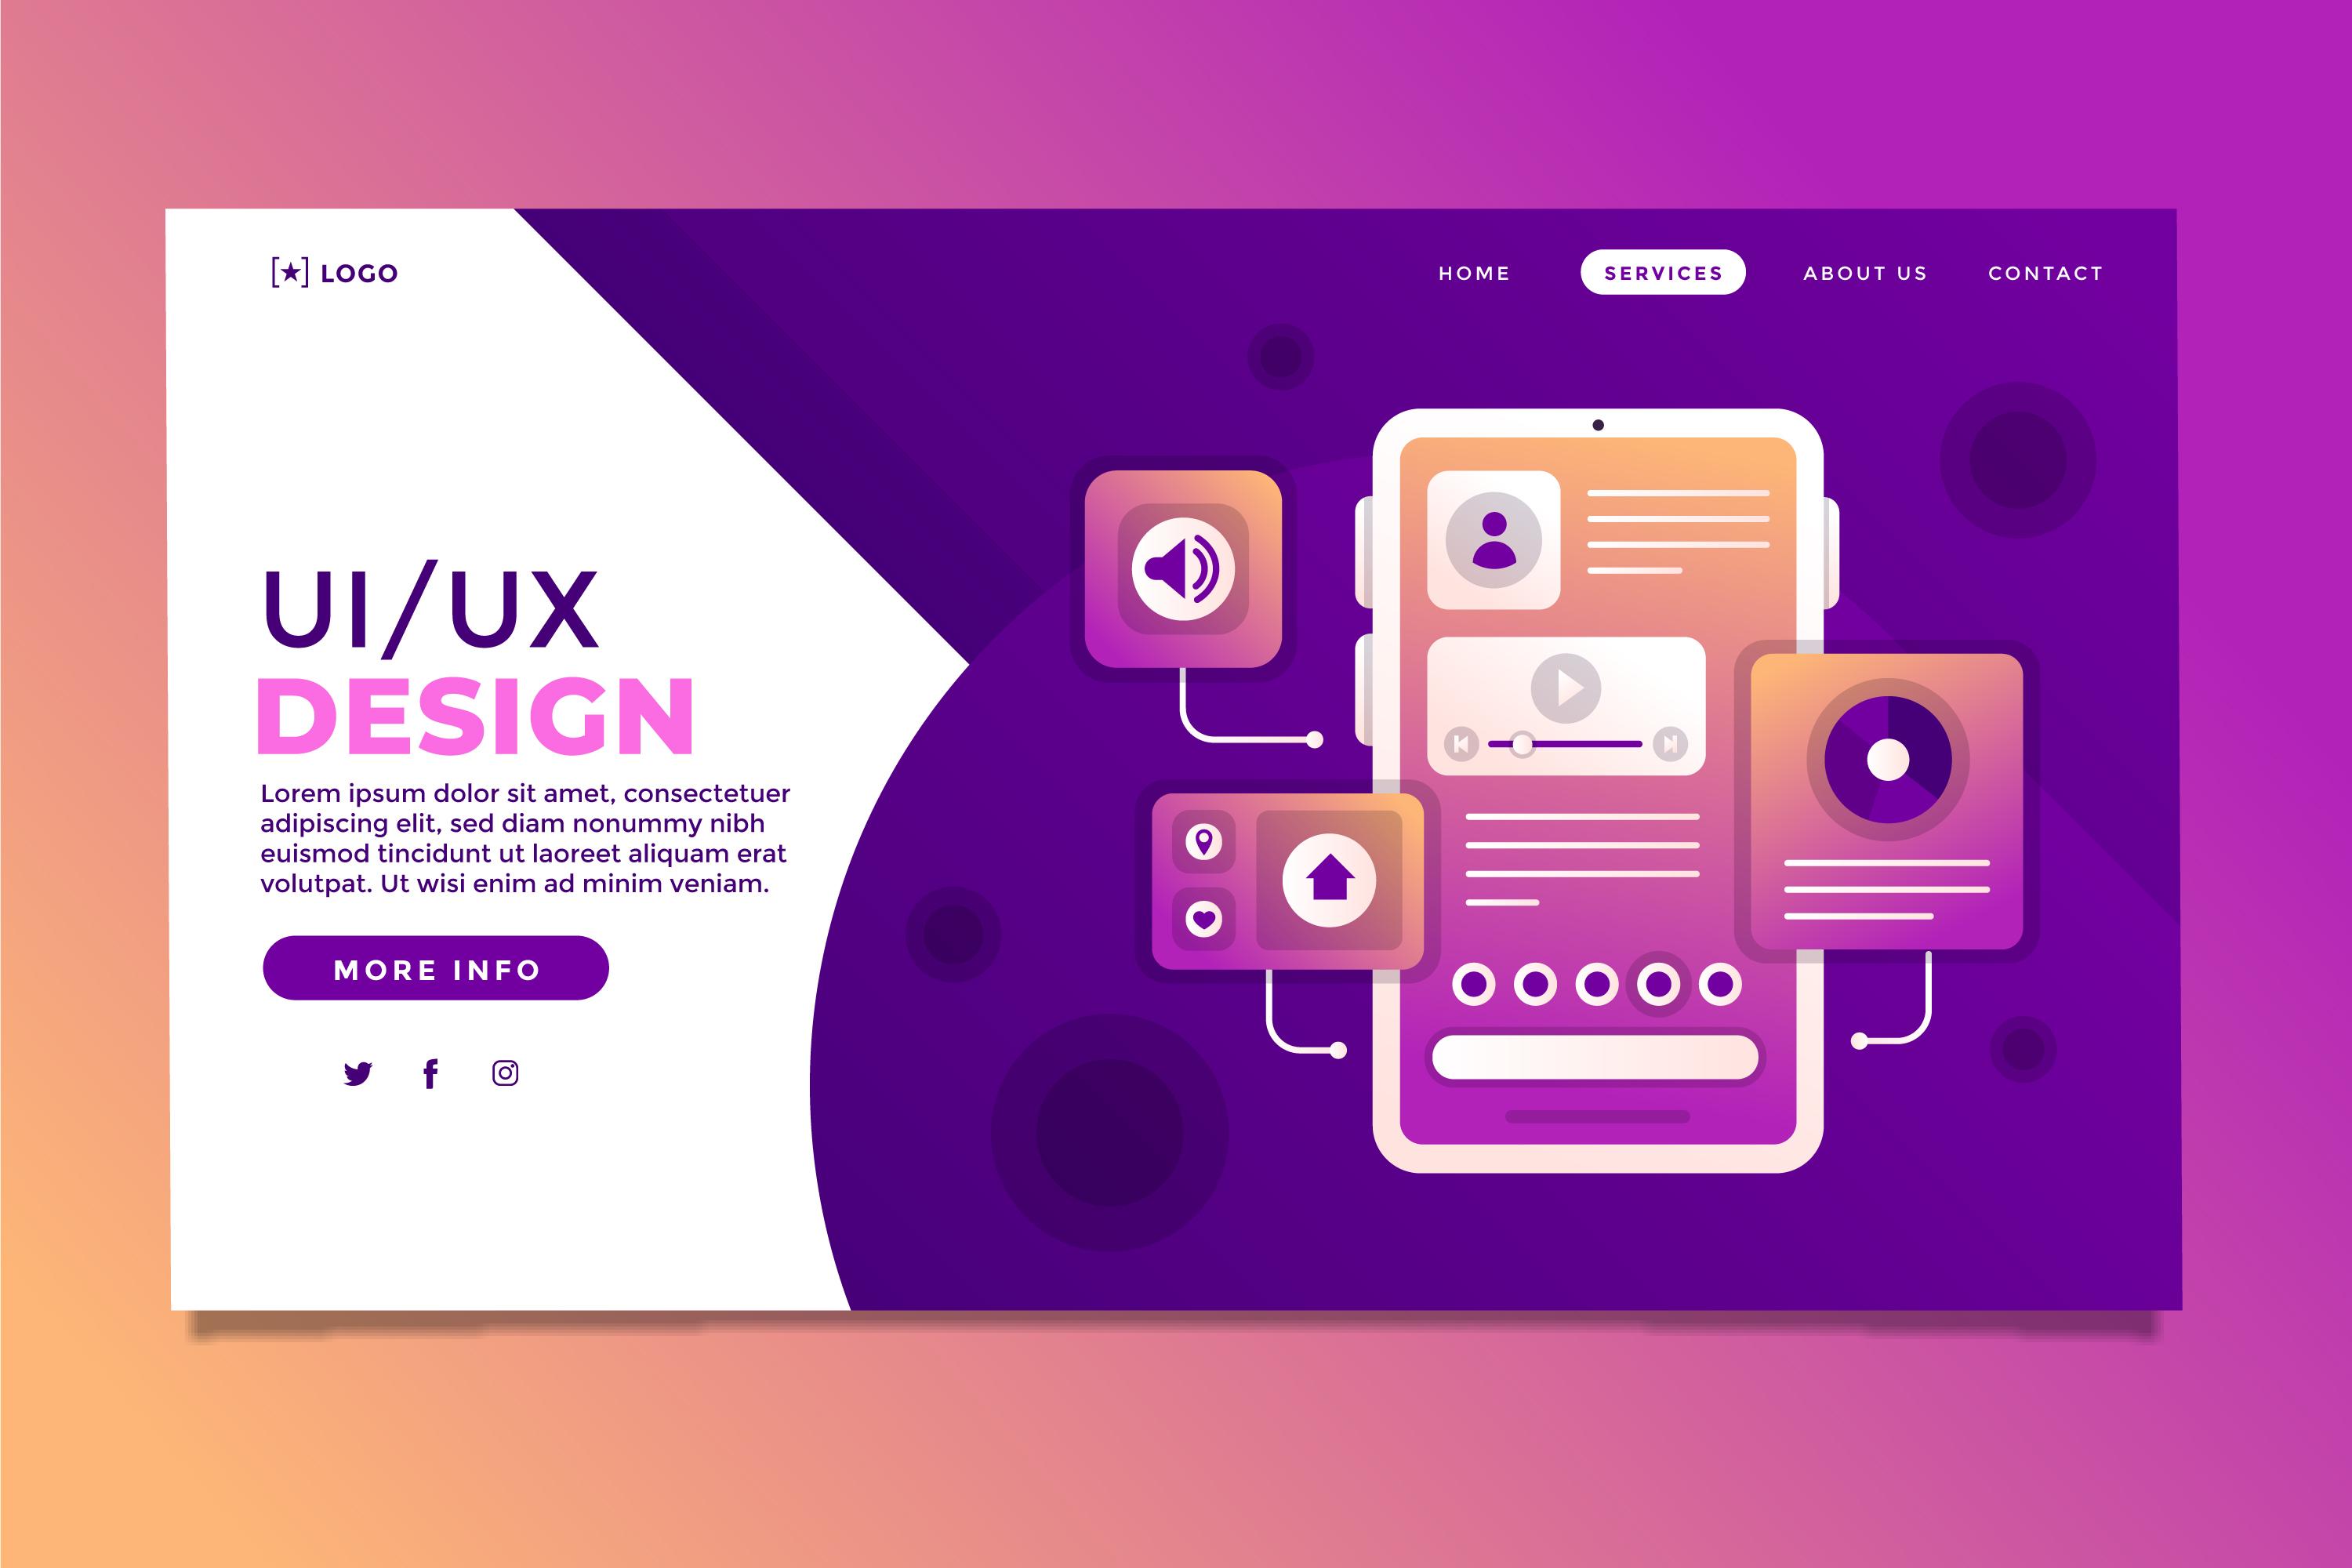 LOGO
HOME SERVICES ABOUT US CONTACT
UI/UX
DESIGN
Lorem ipsum dolor sit amet, consectetuer
adipiscing elit, sed diam nonummy nibh
euismod tincidunt ut laoreet aliquam erat
volutpat. Ut wisi enim ad minim veniam.
MORE INFO